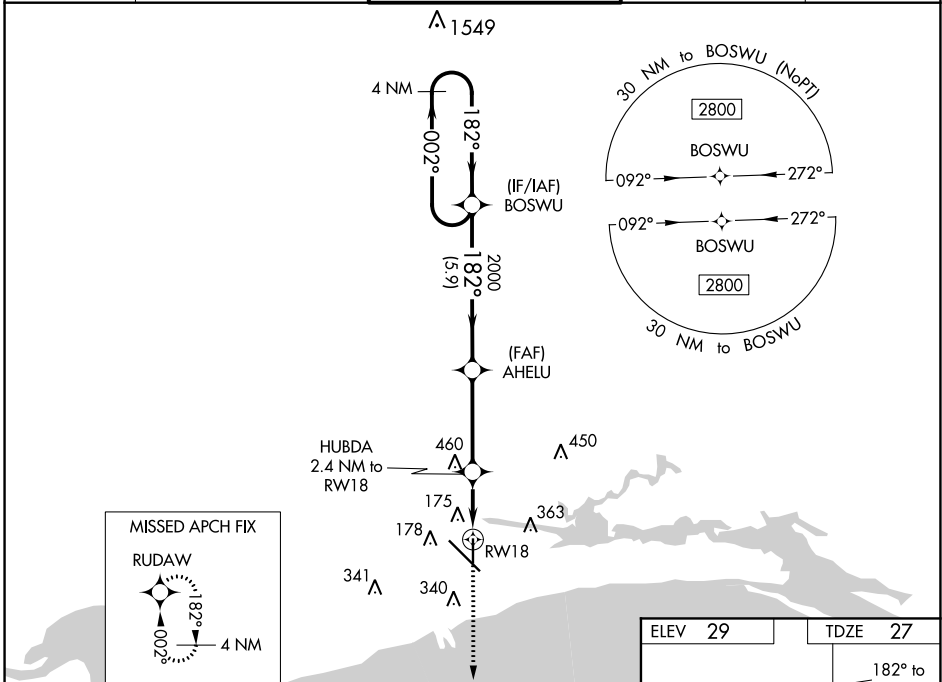 1549
4 NM
182°
002°
(IF/IAF)
BOSWU
2000
182°
(5.9)
(FAF)
AHELU
HUBDA
2.4 NM to
RW18
460
450
175
363
178
RW18
341
340
30 NM to BOSWU (NoPT)
2800
BOSWU
092°
272°
092°
272°
BOSWU
2800
30 NM to BOSWU
MISSED APCH FIX
RUDAW
182°
002°
4 NM
ELEV 29
TDZE 27
182° to